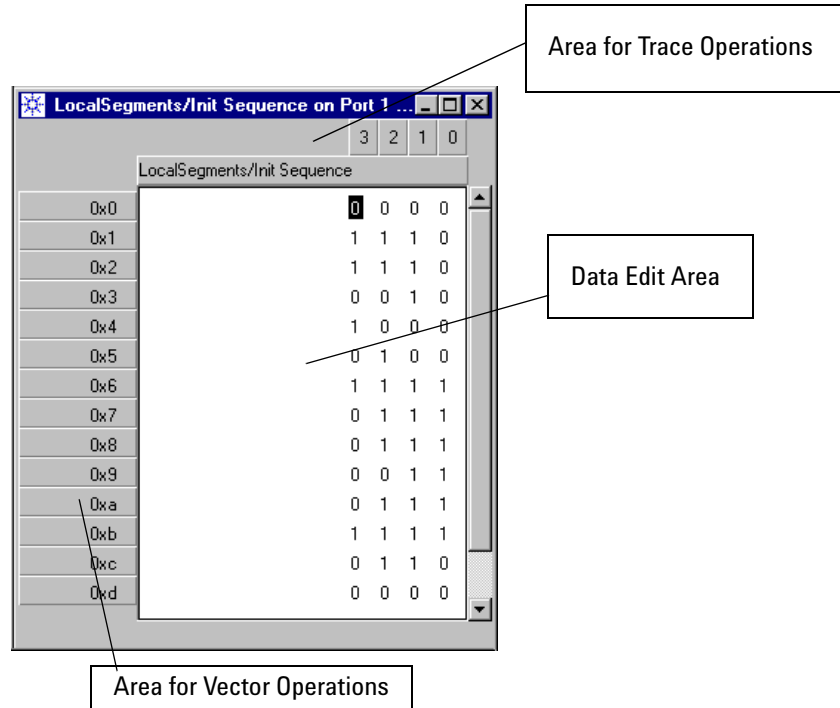 Area for Trace Operations
LocalSegments/Init Sequence on Port 1 ...
3 2 1 0
LocalSegments/Init Sequence
0x0 0 0 0 0
0x1 1 1 1 0
0x2 1 1 1 0
0x3 0 0 1 0
0x4 1 0 0 0
0x5 0 1 0 0
0x6 1 1 1 1
0x7 0 1 1 1
0x8 0 1 1 1
0x9 0 0 1 1
0xa 0 1 1 1
0xb 1 1 1 1
0xc 0 1 1 0
0xd 0 0 0 0
Data Edit Area
Area for Vector Operations